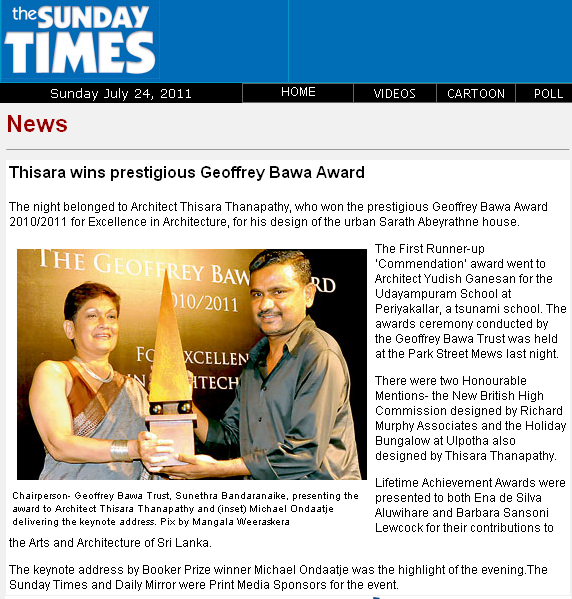 the SUNDAY
TIMES
Sunday July 24, 2011
HOME
VIDEOS
CARTOON
POLL
News
Thisara wins prestigious Geoffrey Bawa Award
The night belonged to Architect Thisara Thanapathy, who won the prestigious Geoffrey Bawa Award
2010/2011 for Excellence in Architecture, for his design of the urban Sarath Abeyrathne house.
THE GEOFFREY BAWA AWARD
2010/2011
FOR EXCELLEN
IN ARCHITECH
Chairperson- Geoffrey Bawa Trust, Sunethra Bandaranaike, presenting the
award to Architect Thisara Thanapathy and (inset) Michael Ondaatje
delivering the keynote address. Pix by Mangala Weeraskera
The First Runner-up
'Commendation' award went to
Architect Yudish Ganesan for the
Udayampuram School at
Periyakallar, a tsunami school. The
awards ceremony conducted by
the Geoffrey Bawa Trust was held
at the Park Street Mews last night.
There were two Honourable
Mentions- the New British High
Commission designed by Richard
Murphy Associates and the Holiday
Bungalow at Ulpotha also
designed by Thisara Thanapathy.
Lifetime Achievement Awards were
presented to both Ena de Silva
Aluwihare and Barbara Sansoni
Lewcock for their contributions to
the Arts and Architecture of Sri Lanka.
The keynote address by Booker Prize winner Michael Ondaatje was the highlight of the evening.The
Sunday Times and Daily Mirror were Print Media Sponsors for the event.